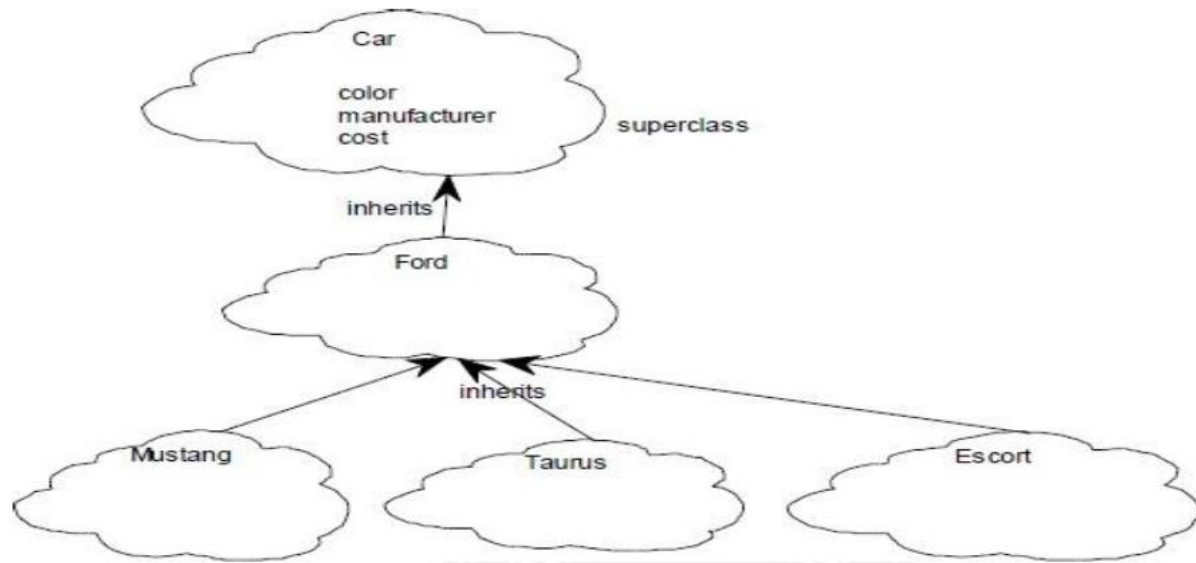 Car
color
manufacturer
cost
superclass
inherits
Ford
inherits
Mustang
Taurus
Escort